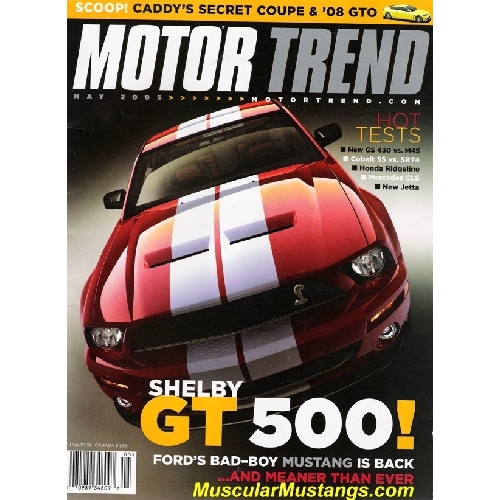 SCOOP! CADDY'S SECRET COUPE & '08 GTO
MOTOR TREND
MAY 2005 >>>>>>>> MOTORTREND.COM
HOT
TESTS
■ New GS 430 vs. M45
■ Cobalt SS vs. SRT4
■ Honda Ridgeline
■ Mercedes CLS
■ New Jetta
SHELBY
GT 500!
FORD'S BAD-BOY MUSTANG IS BACK
...AND MEANER THAN EVER
MuscularMustangs.com